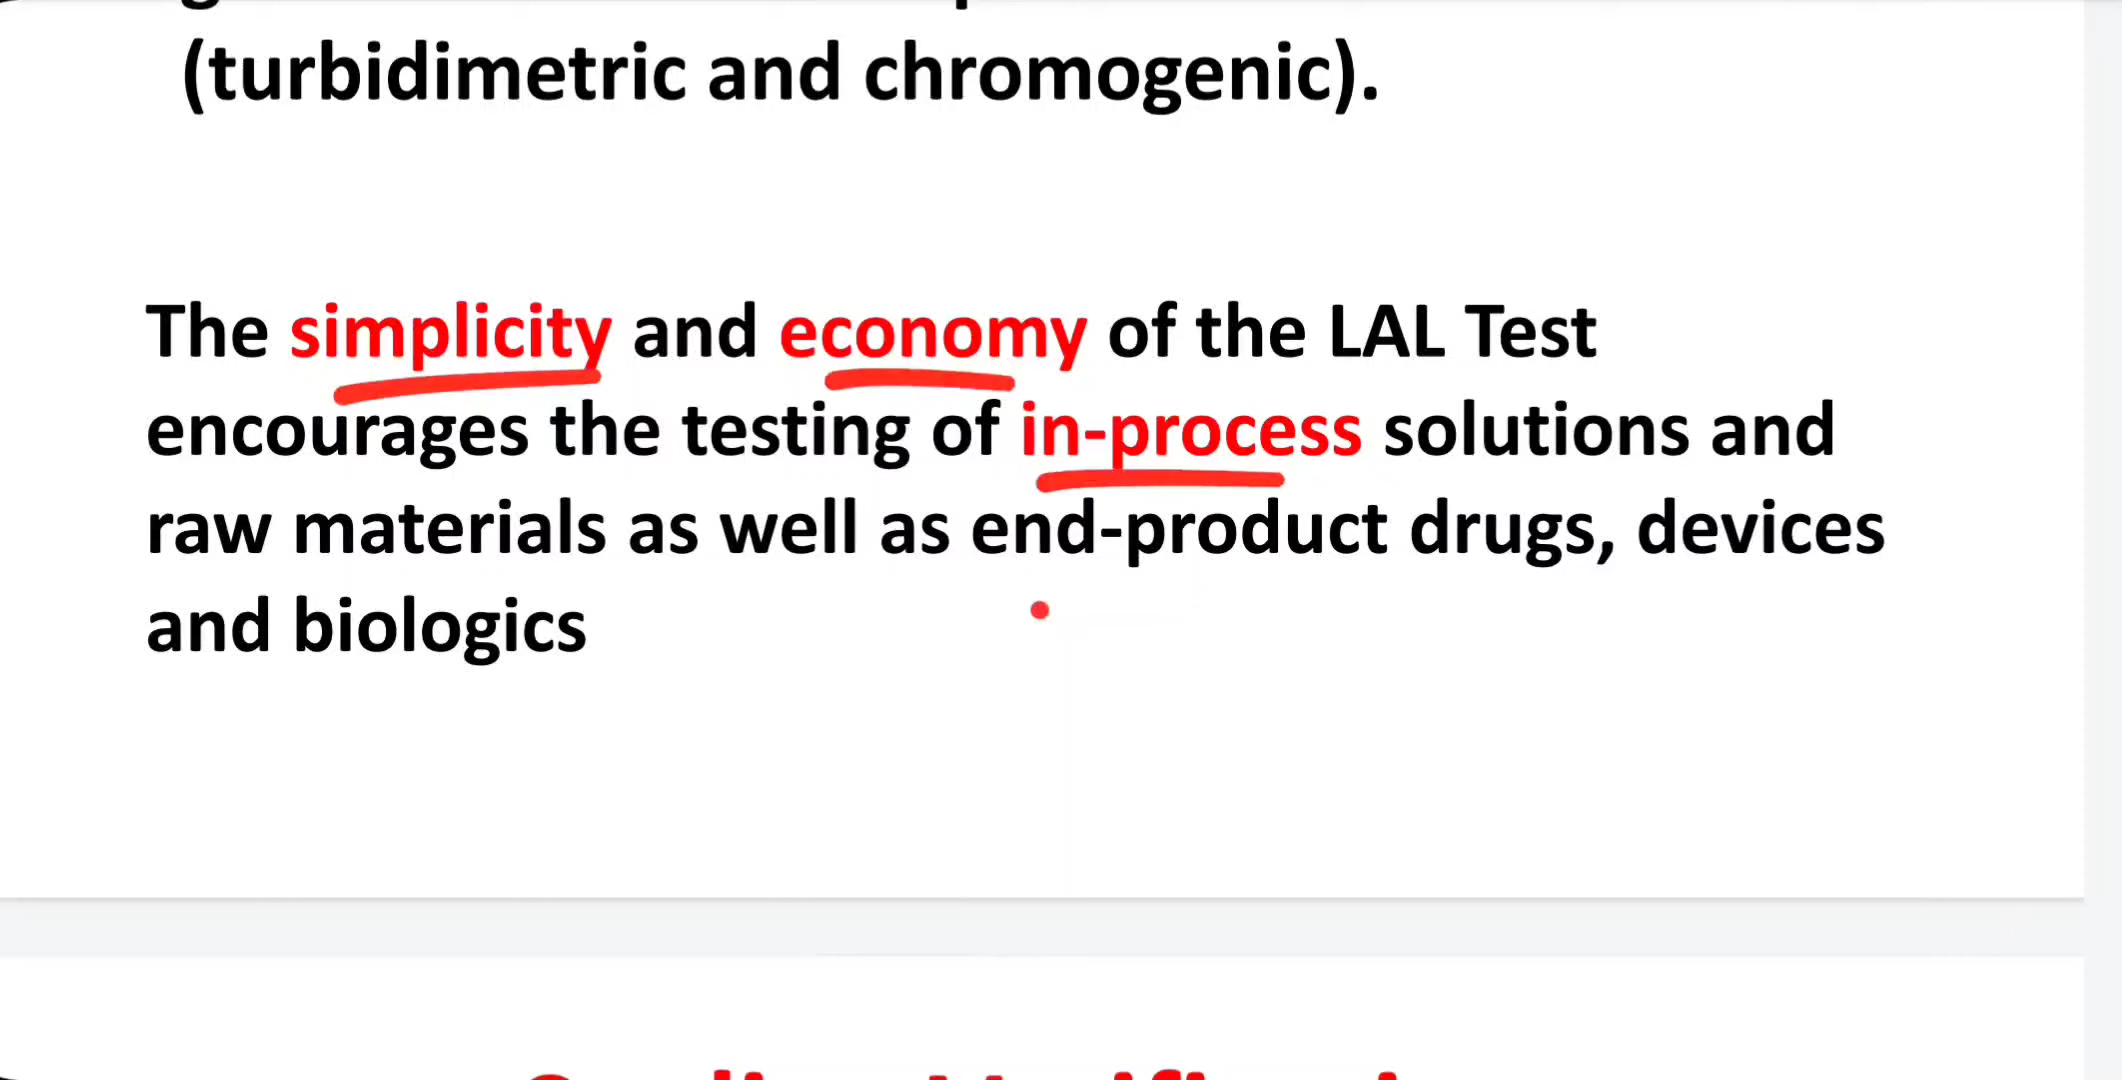 (turbidimetric and chromogenic).
The simplicity and economy of the LAL Test
encourages the testing of in-process solutions and
raw materials as well as end-product drugs, devices
and biologics